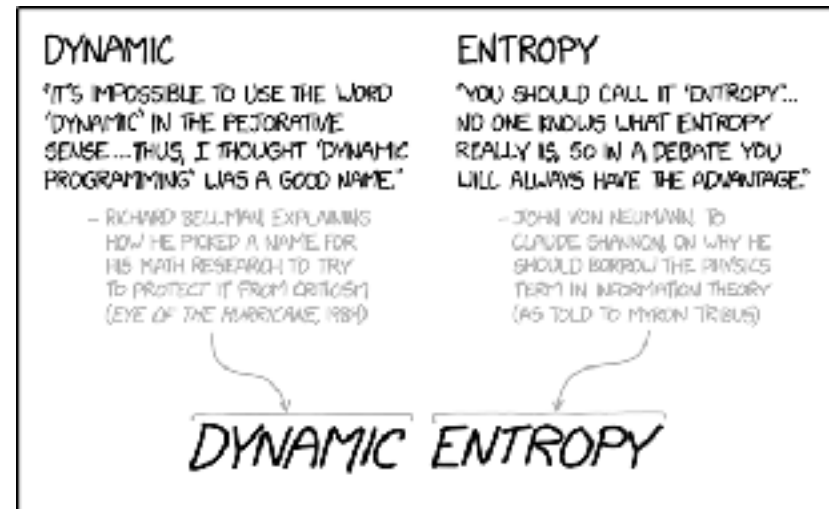 DYNAMIC
"IT'S IMPOSSIBLE TO USE THE WORD
'DYNAMIC' IN THE PEJORATIVE
SENSE...THUS, I THOUGHT 'DYNAMIC
PROGRAMMING' WAS A GOOD NAME."
- RICHARD BELLMAN, EXPLAINING
HOW HE PICKED A NAME FOR
HIS MATH RESEARCH TO TRY
TO PROTECT IT FROM CRITICISM
(EYE OF THE HURRICANE, 1984)
ENTROPY
"YOU SHOULD CALL IT 'ENTROPY'...
NO ONE KNOWS WHAT ENTROPY
REALLY IS, SO IN A DEBATE YOU
WILL ALWAYS HAVE THE ADVANTAGE."
- JOHN VON NEUMANN, TO
CLAUDE SHANNON, ON WHY HE
SHOULD BORROW THE PHYSICS
TERM IN INFORMATION THEORY
(AS TOLD TO MYRON TRIBUS)
DYNAMIC ENTROPY